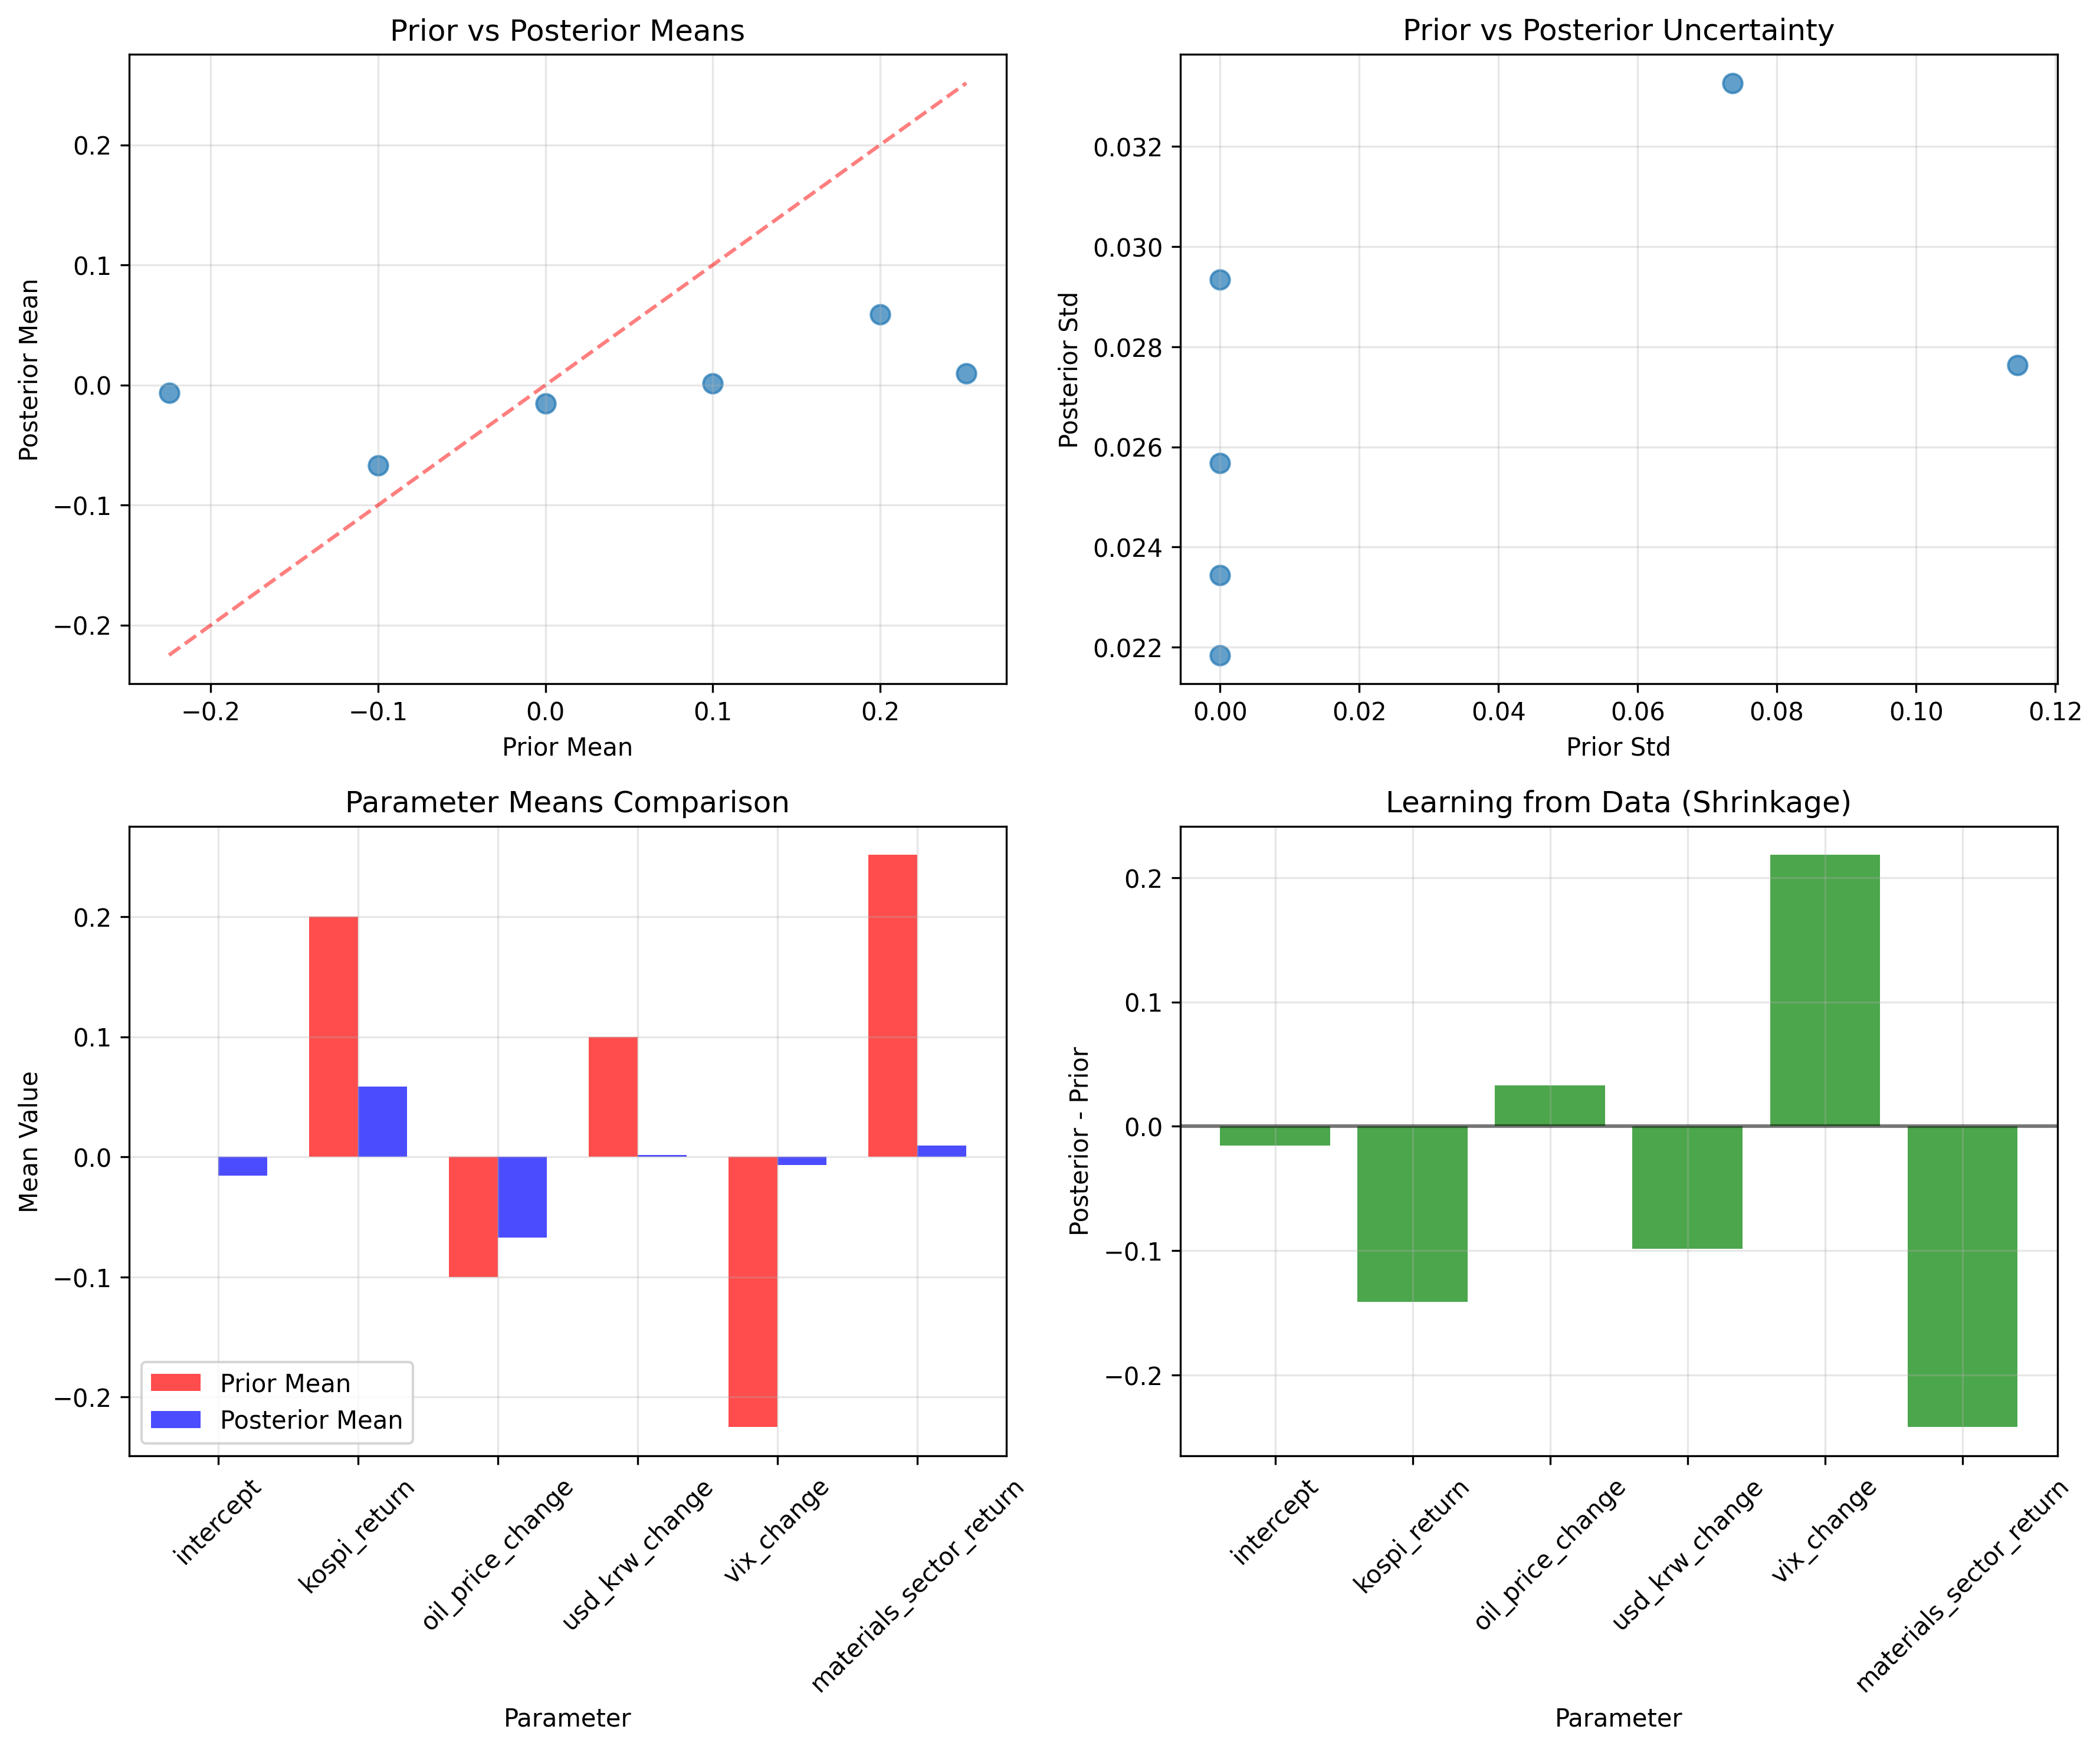 Prior vs Posterior Means
Posterior Mean
0.2
0.1
0.0
−0.1
−0.2
−0.2
−0.1
0.0
0.1
0.2
Prior Mean
Prior vs Posterior Uncertainty
Posterior Std
0.032
0.030
0.028
0.026
0.024
0.022
0.00
0.02
0.04
0.06
0.08
0.10
0.12
Prior Std
Parameter Means Comparison
Mean Value
0.2
0.1
0.0
−0.1
−0.2
Prior Mean
Posterior Mean
intercept
kospi_return
oil_price_change
usd_krw_change
vix_change
materials_sector_return
Parameter
Learning from Data (Shrinkage)
Posterior - Prior
0.2
0.1
0.0
−0.1
−0.2
intercept
kospi_return
oil_price_change
usd_krw_change
vix_change
materials_sector_return
Parameter